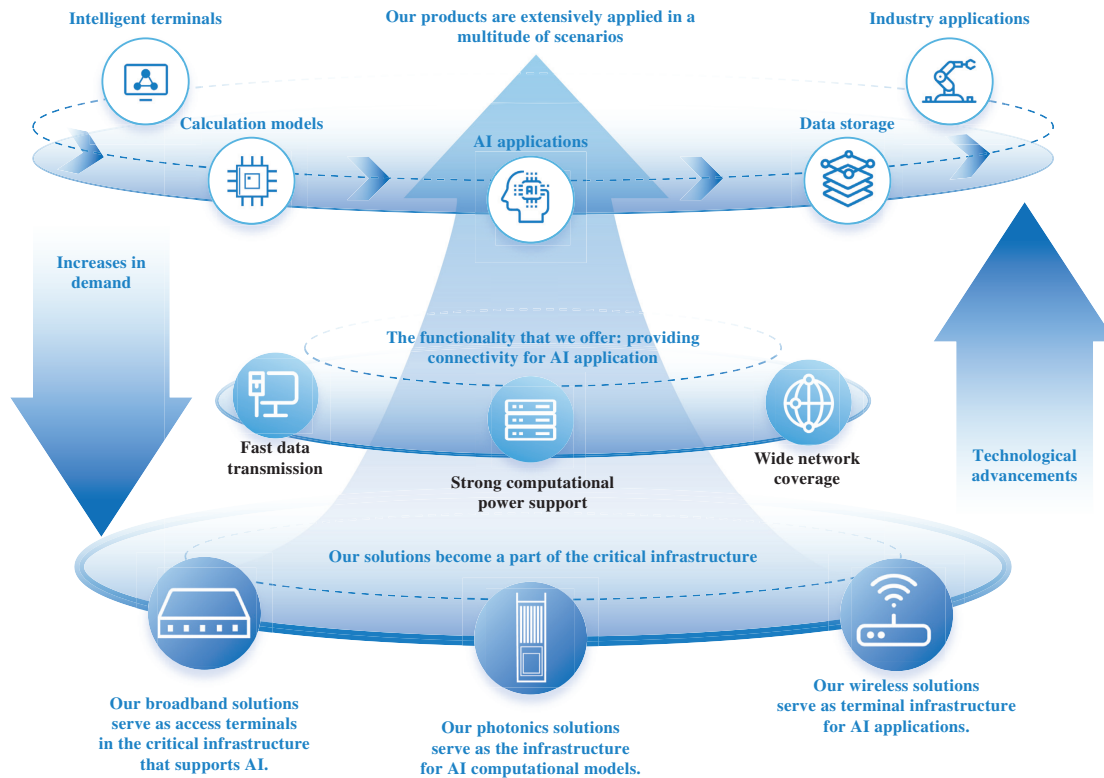 Intelligent terminals
Our products are extensively applied in a
multitude of scenarios
Industry applications
Calculation models
AI applications
Data storage
AI
Increases in
demand
The functionality that we offer: providing
connectivity for AI application
Fast data
transmission
Strong computational
power support
Wide network
coverage
Technological
advancements
Our solutions become a part of the critical infrastructure
Our broadband solutions
serve as access terminals
in the critical infrastructure
that supports AI.
Our photonics solutions
serve as the infrastructure
for AI computational models.
Our wireless solutions
serve as terminal infrastructure
for AI applications.